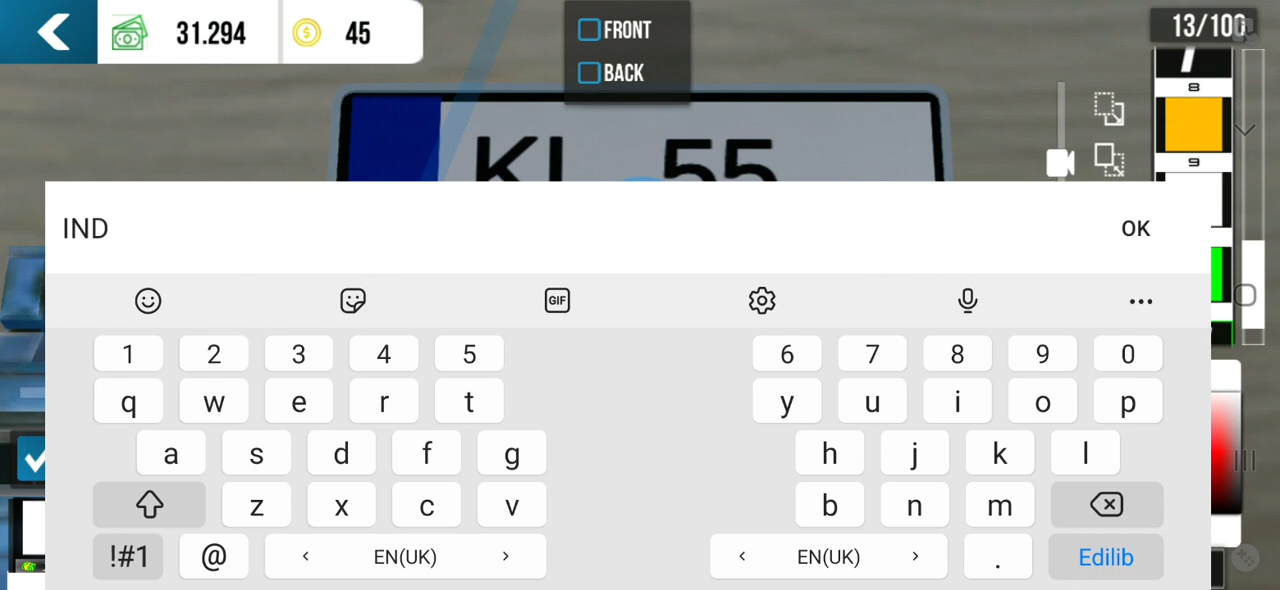 31.294
45
FRONT
BACK
13/100
8
9
KL 55
IND
OK
GIF
1 2 3 4 5 6 7 8 9 0
q w e r t y u i o p
a s d f g h j k l
z x c v b n m
!#1 @ < EN(UK) > < EN(UK) > . Edilib